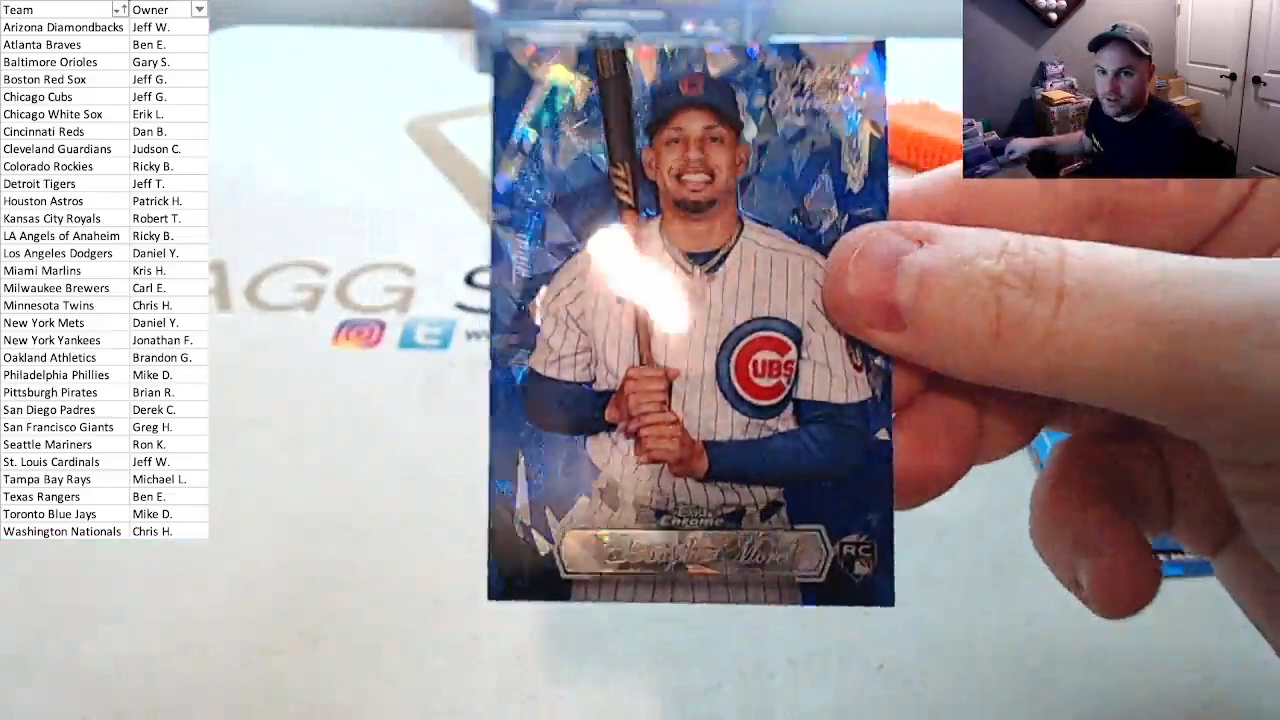 Team Owner
Arizona Diamondbacks Jeff W.
Atlanta Braves Ben E.
Baltimore Orioles Gary S.
Boston Red Sox Jeff G.
Chicago Cubs Jeff G.
Chicago White Sox Erik L.
Cincinnati Reds Dan B.
Cleveland Guardians Judson C.
Colorado Rockies Ricky B.
Detroit Tigers Jeff T.
Houston Astros Patrick H.
Kansas City Royals Robert T.
LA Angels of Anaheim Ricky B.
Los Angeles Dodgers Daniel Y.
Miami Marlins Kris H.
Milwaukee Brewers Carl E.
Minnesota Twins Chris H.
New York Mets Daniel Y.
New York Yankees Jonathan F.
Oakland Athletics Brandon G.
Philadelphia Phillies Mike D.
Pittsburgh Pirates Brian R.
San Diego Padres Derek C.
San Francisco Giants Greg H.
Seattle Mariners Ron K.
St. Louis Cardinals Jeff W.
Tampa Bay Rays Michael L.
Texas Rangers Ben E.
Toronto Blue Jays Mike D.
Washington Nationals Chris H.
AGG S
CUBS
Chrome
RC